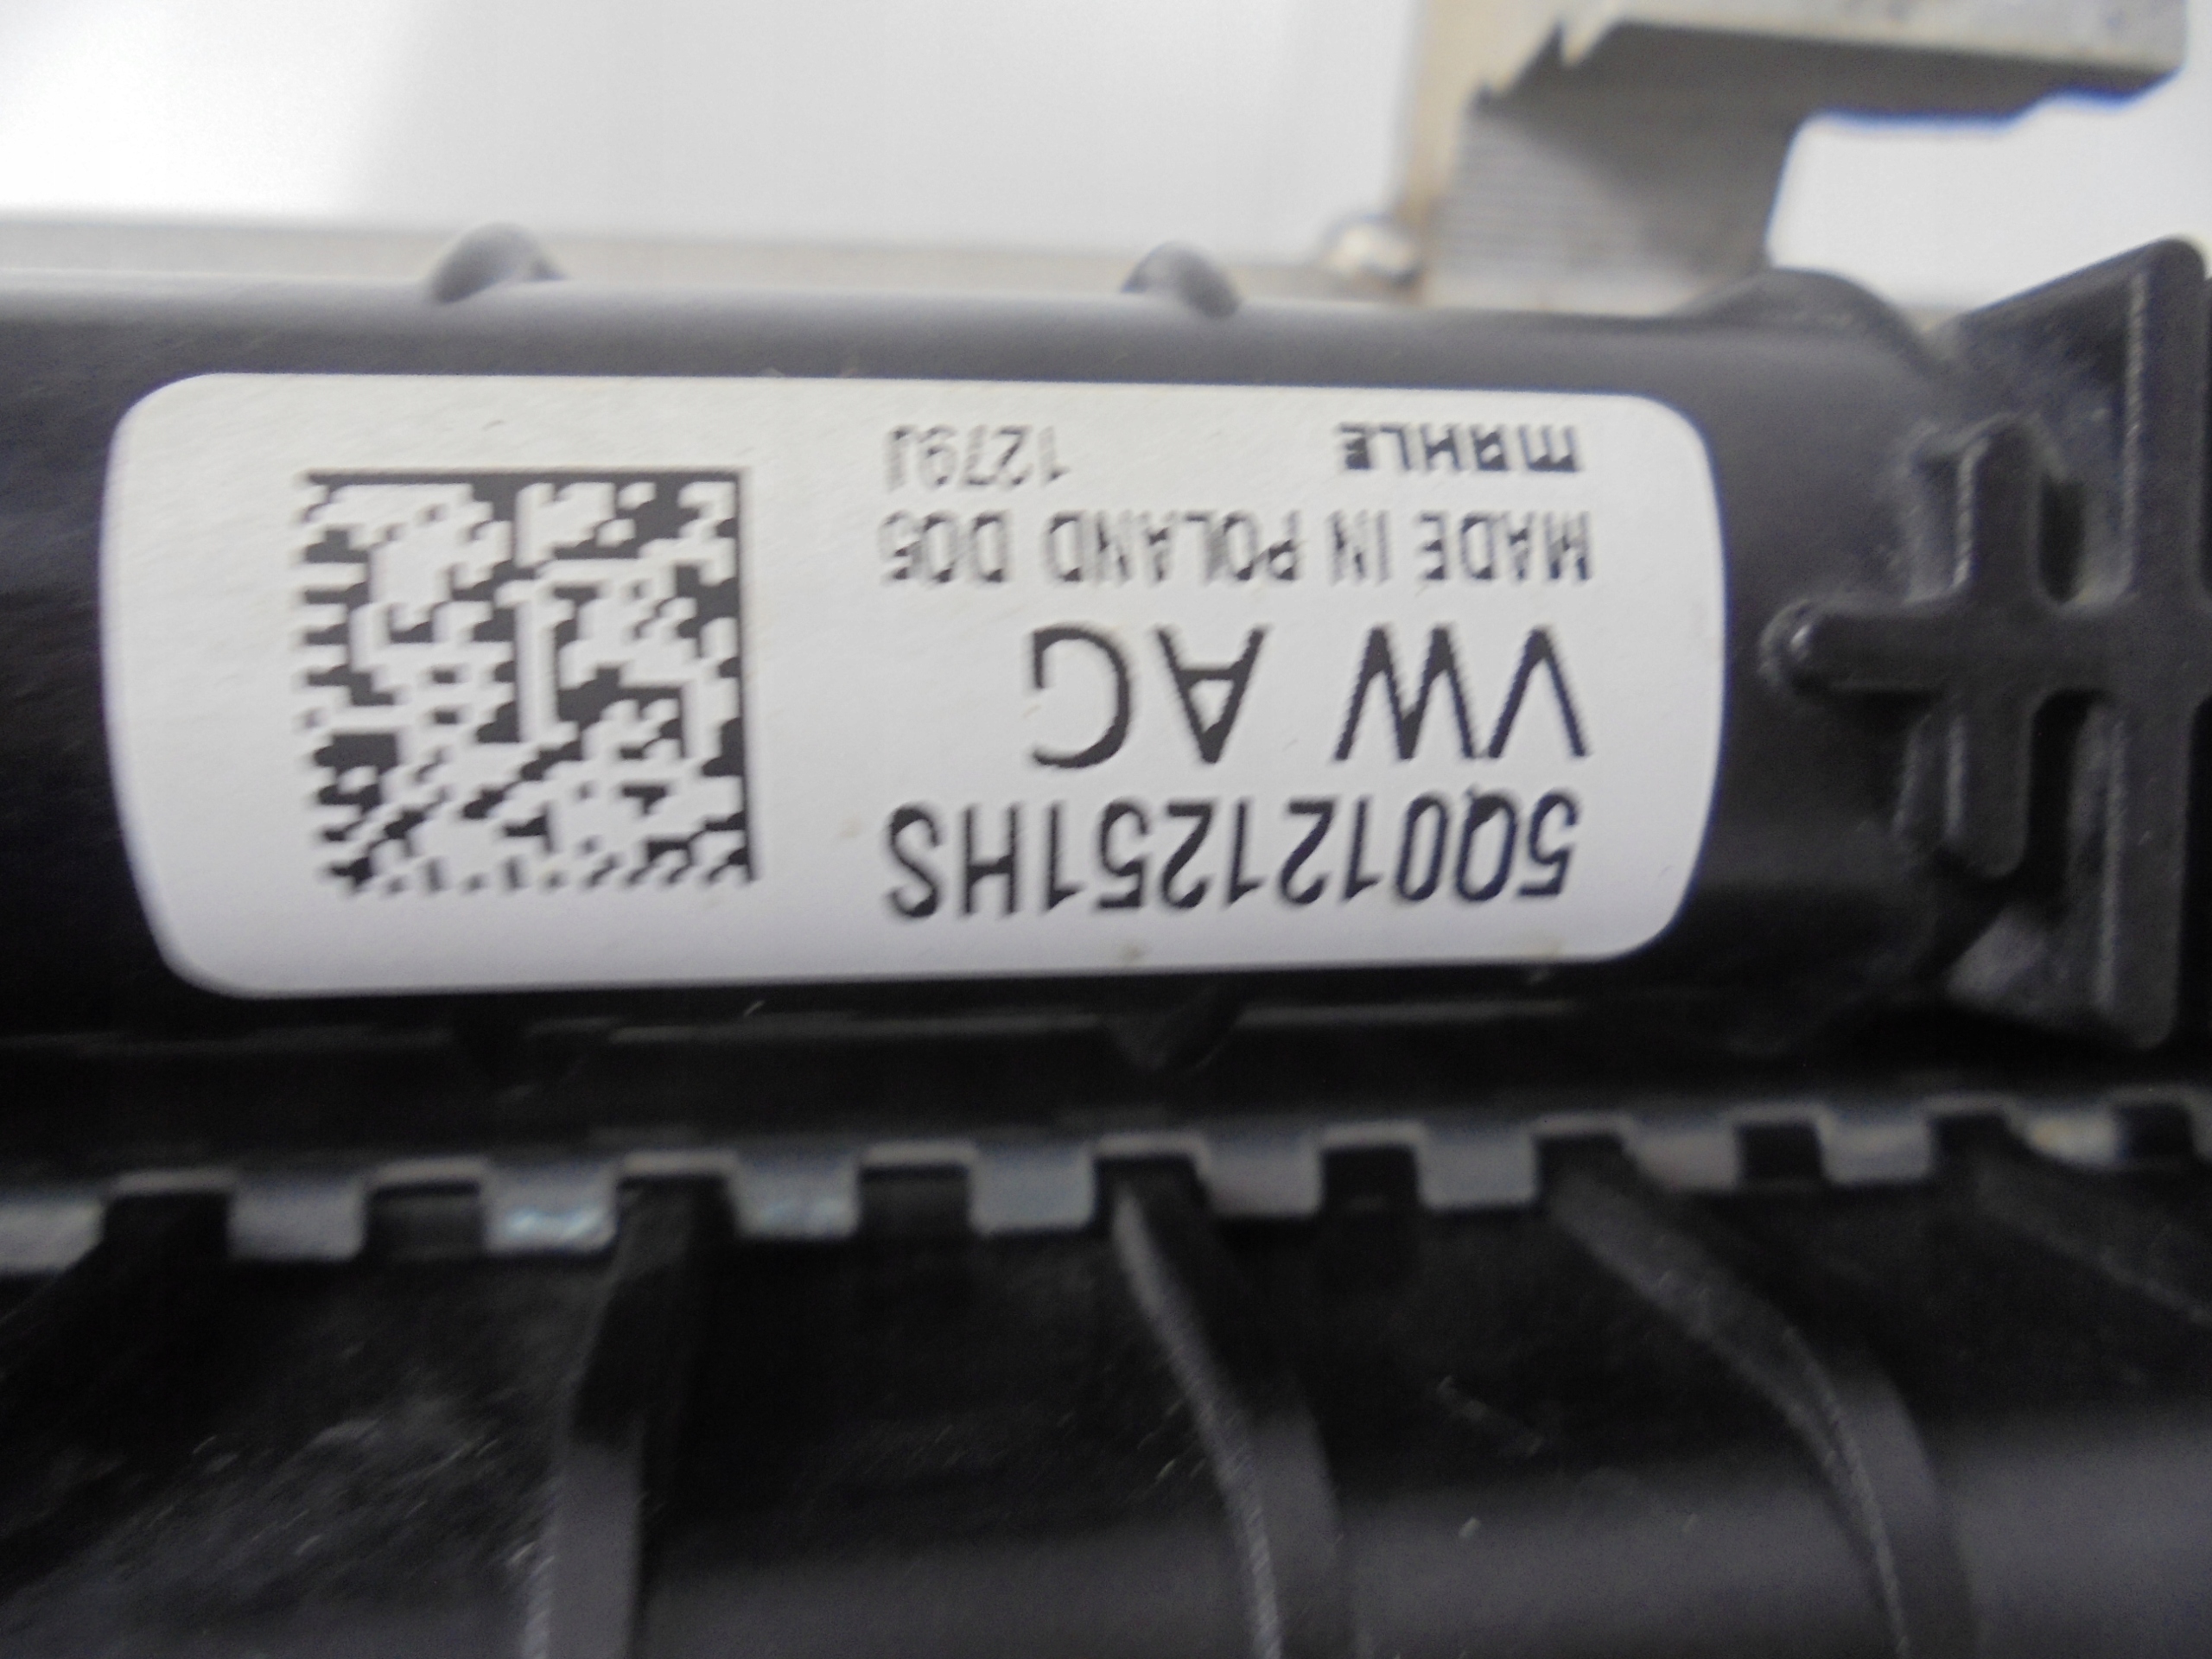 5Q0121251HS
VW AG
MADE IN POLAND D05
MAHLE 1279J